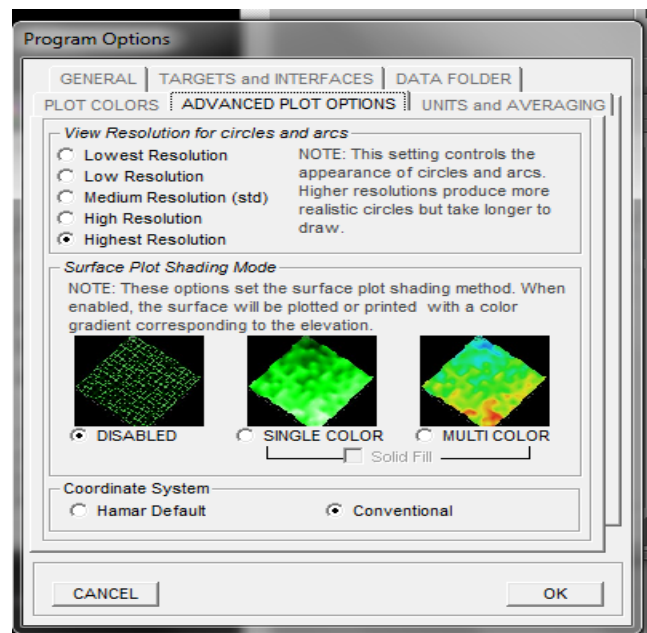 Program Options
GENERAL TARGETS and INTERFACES DATA FOLDER
PLOT COLORS ADVANCED PLOT OPTIONS UNITS and AVERAGING
View Resolution for circles and arcs
Lowest Resolution
Low Resolution
Medium Resolution (std)
High Resolution
Highest Resolution
NOTE: This setting controls the
appearance of circles and arcs.
Higher resolutions produce more
realistic circles but take longer to
draw.
Surface Plot Shading Mode
NOTE: These options set the surface plot shading method. When
enabled, the surface will be plotted or printed with a color
gradient corresponding to the elevation.
DISABLED SINGLE COLOR MULTI COLOR
Solid Fill
Coordinate System
Hamar Default Conventional
CANCEL OK